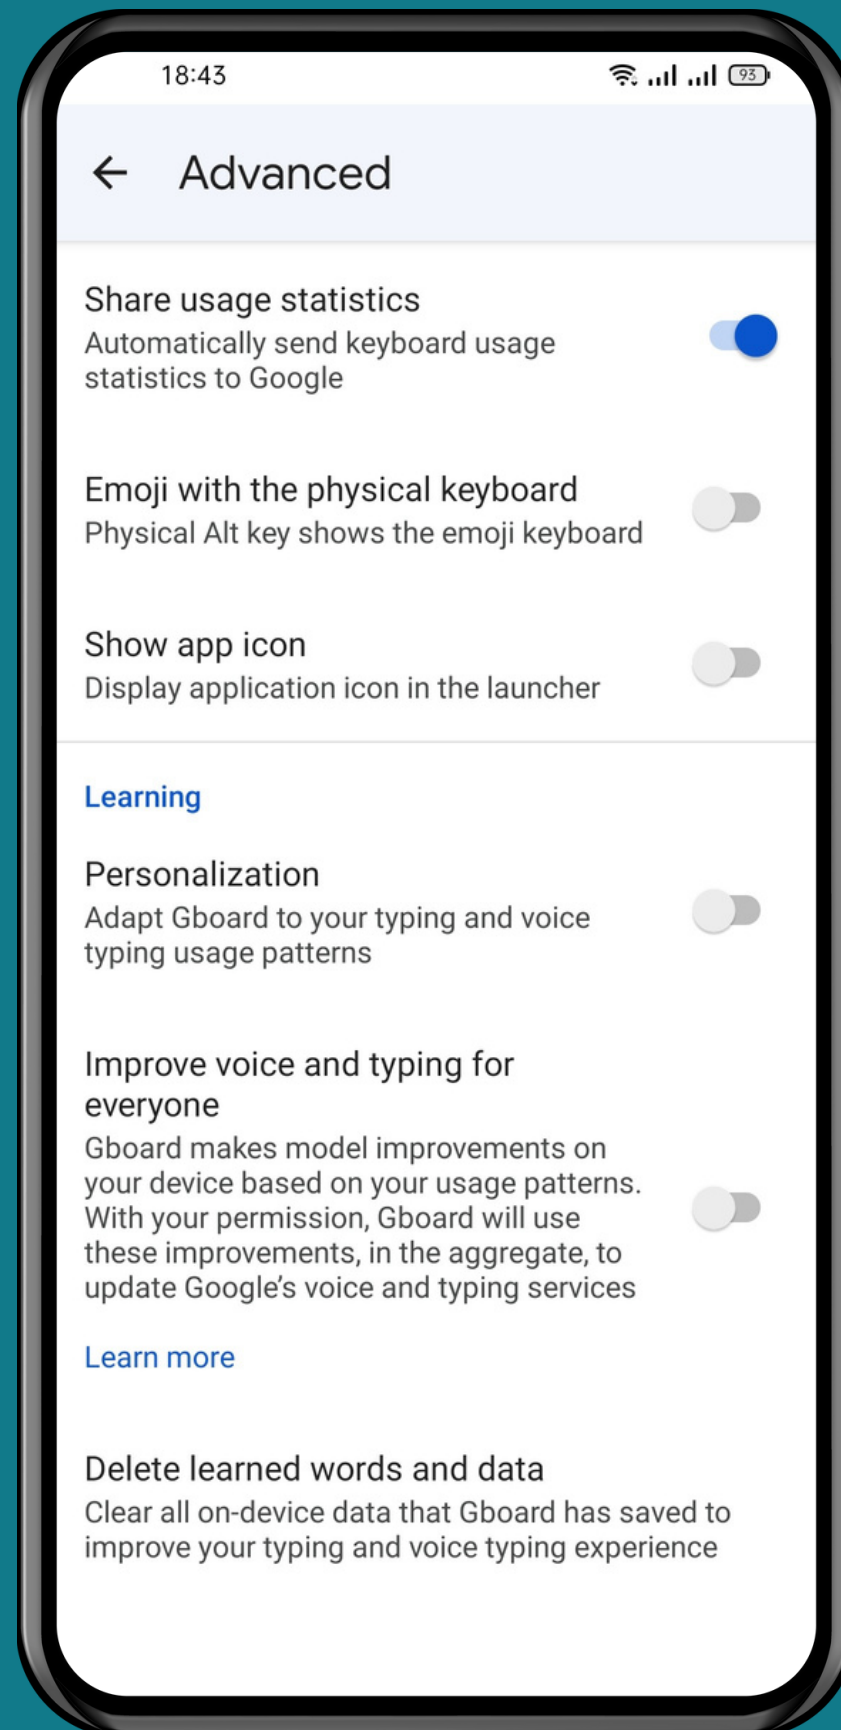 18:43
93
Advanced
Share usage statistics
Automatically send keyboard usage
statistics to Google
Emoji with the physical keyboard
Physical Alt key shows the emoji keyboard
Show app icon
Display application icon in the launcher
Learning
Personalization
Adapt Gboard to your typing and voice
typing usage patterns
Improve voice and typing for
everyone
Gboard makes model improvements on
your device based on your usage patterns.
With your permission, Gboard will use
these improvements, in the aggregate, to
update Google’s voice and typing services
Learn more
Delete learned words and data
Clear all on-device data that Gboard has saved to
improve your typing and voice typing experience